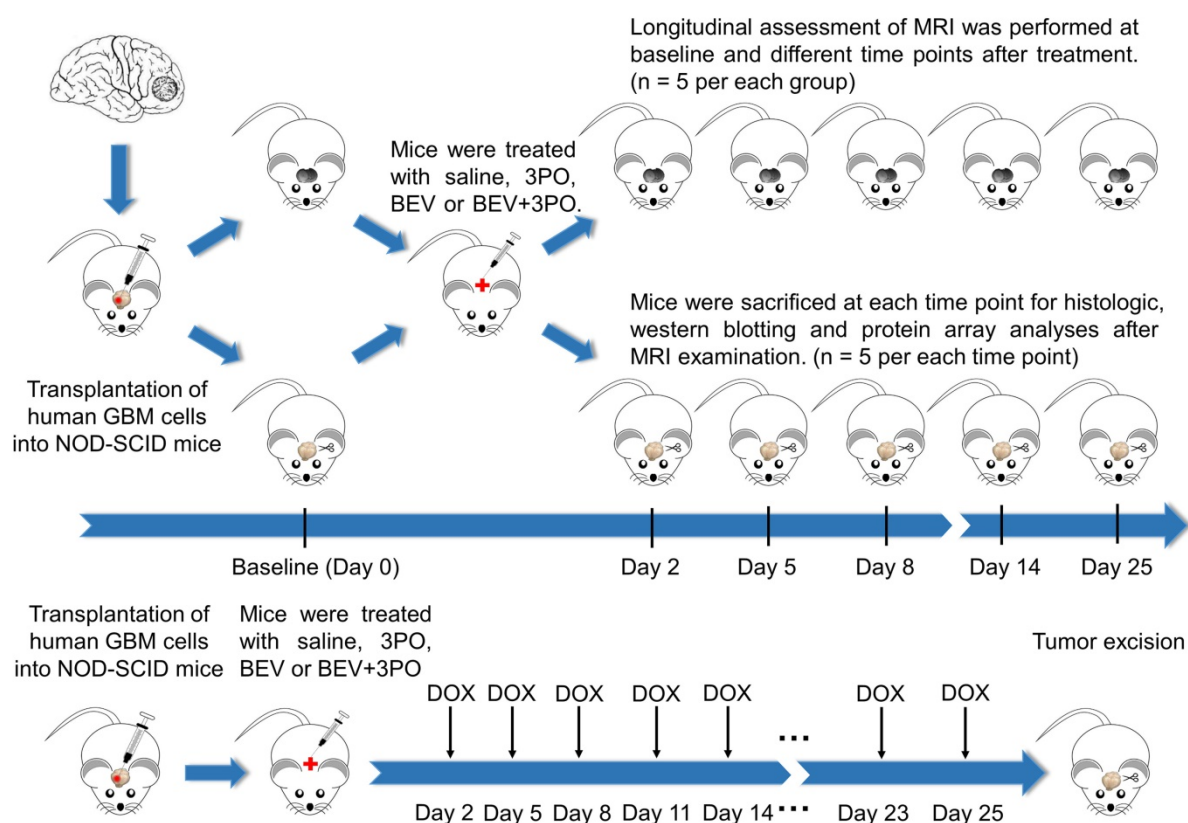 Longitudinal assessment of MRI was performed at
baseline and different time points after treatment.
(n = 5 per each group)
Mice were treated
with saline, 3PO,
BEV or BEV+3PO.
Mice were sacrificed at each time point for histologic,
western blotting and protein array analyses after
MRI examination. (n = 5 per each time point)
Transplantation of
human GBM cells
into NOD-SCID mice
Baseline (Day 0)
Day 2
Day 5
Day 8
Day 14
Day 25
Transplantation of
human GBM cells
into NOD-SCID mice
Mice were treated
with saline, 3PO,
BEV or BEV+3PO
Tumor excision
DOX DOX DOX DOX DOX ... DOX DOX
Day 2 Day 5 Day 8 Day 11 Day 14 ... Day 23 Day 25